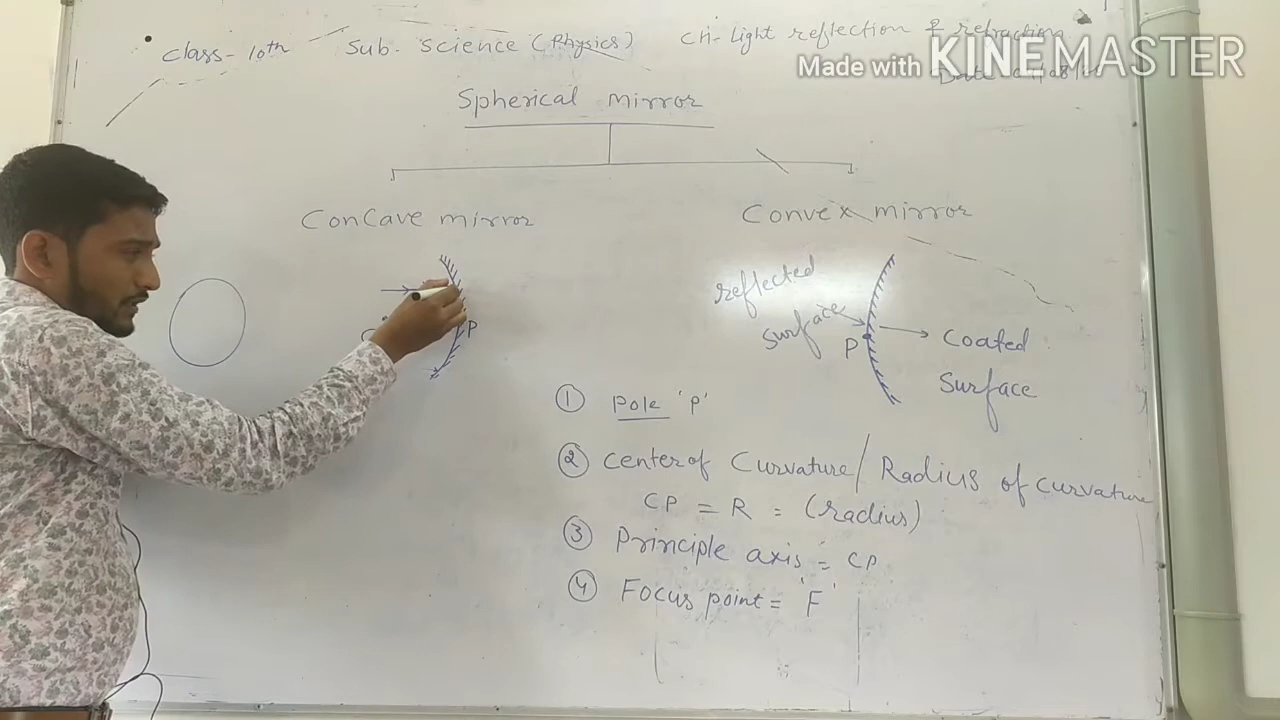 Class-10th Sub. Science (Physics) CH- Light reflection & refraction
Made with KINEMASTER
Date
Spherical mirror
Concave mirror
Convex mirror
reflected
surface
P
P
Coated
Surface
① Pole 'P'
② Center of Curvature/Radius of curvature
CP = R = (radius)
③ Principle axis = CP
④ Focus point = 'F'